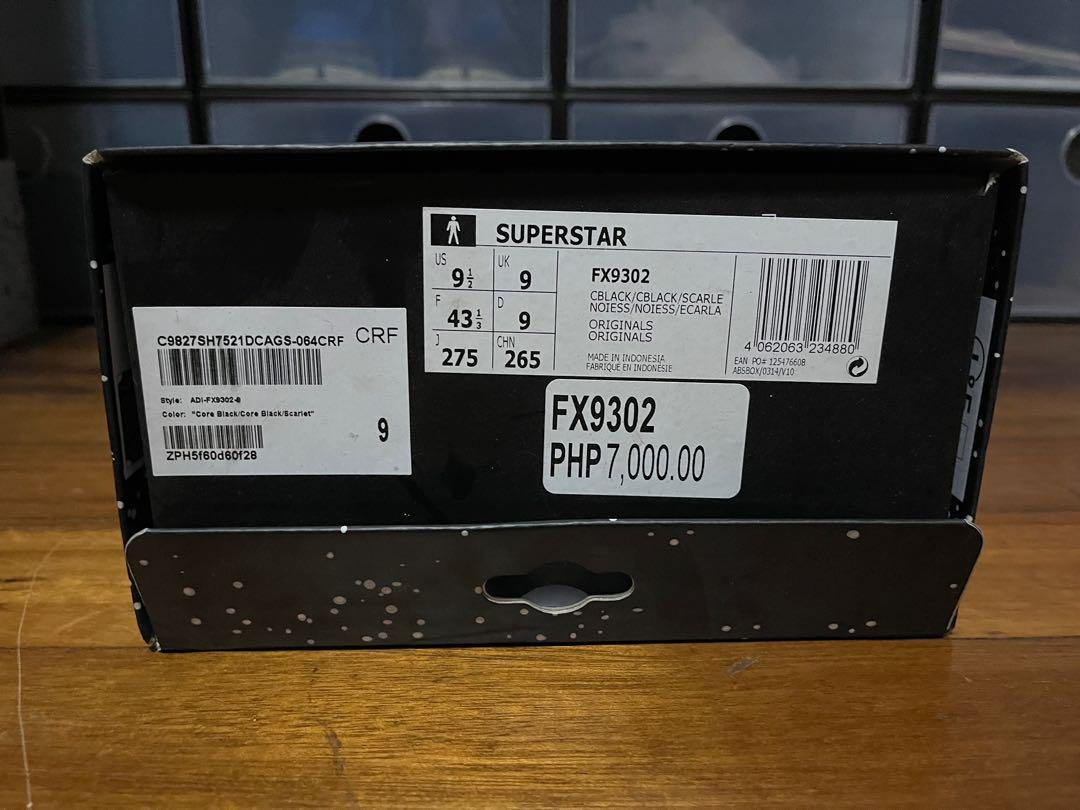 SUPERSTAR
US
9½
UK
9
F
43⅓
D
9
J
275
CHN
265
FX9302
CBLACK/CBLACK/SCARLE
NOIESS/NOIESS/ECARLA
ORIGINALS
ORIGINALS
MADE IN INDONESIA
FABRIQUÉ EN INDONÉSIE
4 062063 234880
EAN PO# 125476608
ABSBOX/0314/V10
C9827SH7521DCAGS-064CRF CRF
Style: ADI-FX9302-9
Color: "Core Black/Core Black/Scarlet"
9
ZPH5f60d60f28
FX9302
PHP 7,000.00